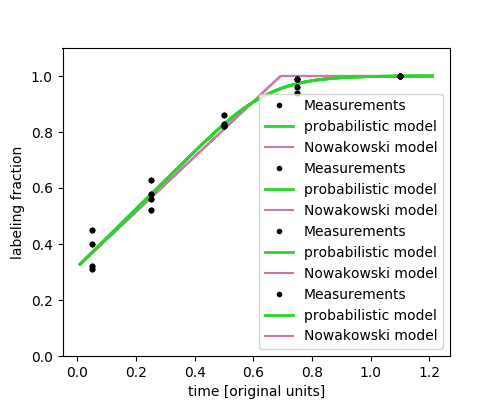 1.0
0.8
0.6
0.4
0.2
0.0
labeling fraction
Measurements
probabilistic model
Nowakowski model
Measurements
probabilistic model
Nowakowski model
Measurements
probabilistic model
Nowakowski model
Measurements
probabilistic model
Nowakowski model
0.0 0.2 0.4 0.6 0.8 1.0 1.2
time [original units]